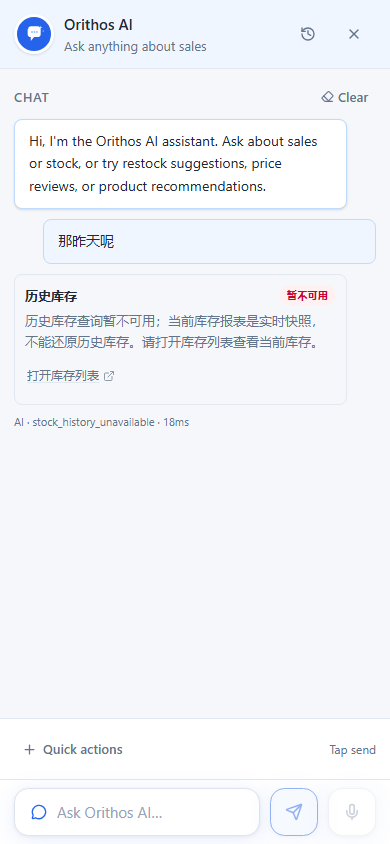 Orithos AI
Ask anything about sales
CHAT
Clear
Hi, I'm the Orithos AI assistant. Ask about sales
or stock, or try restock suggestions, price
reviews, or product recommendations.
那昨天呢
历史库存
暂不可用
历史库存查询暂不可用；当前库存报表是实时快照，
不能还原历史库存。请打开库存列表查看当前库存。
打开库存列表
AI · stock_history_unavailable · 18ms
Quick actions
Tap send
Ask Orithos AI...